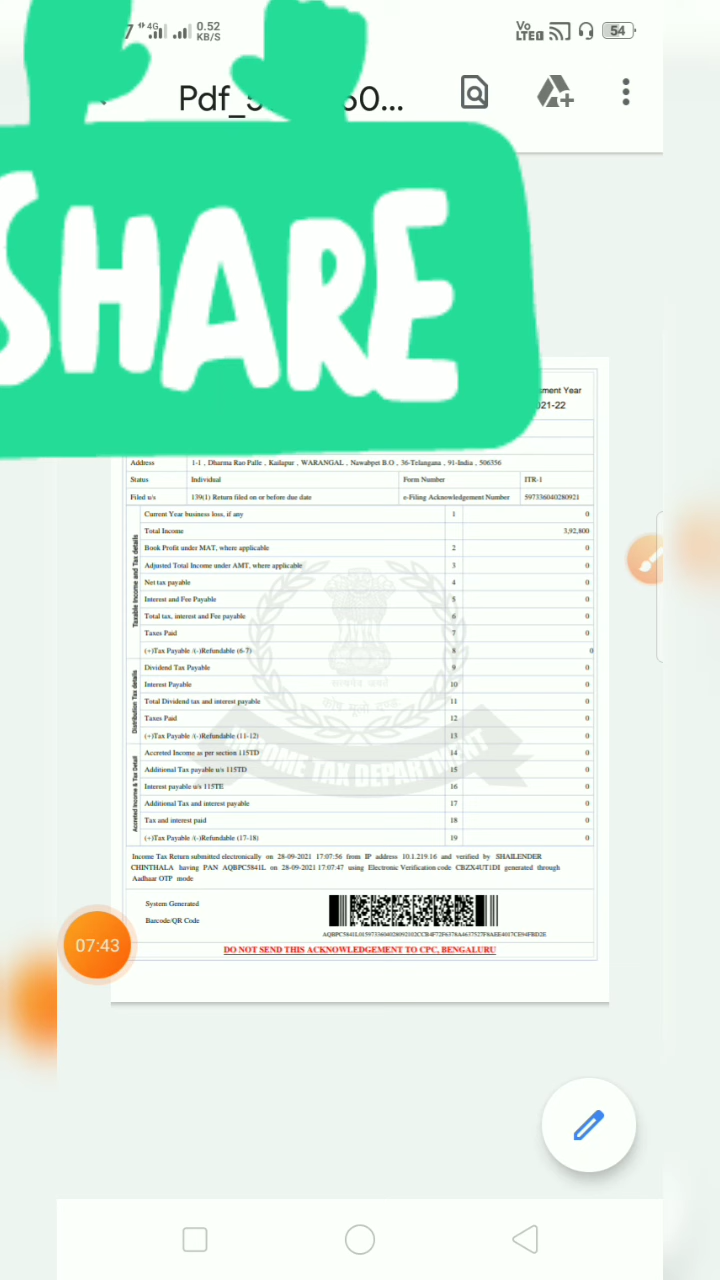 4G 0.52 KB/S Vo LTE 54
Pdf_5 60...
SHARE
sment Year
021-22
Address 1-1 , Dharma Rao Palle , Kailapur , WARANGAL , Nawabpet B.O , 36-Telangana , 91-India , 506356
Status Individual Form Number ITR-1
Filed u/s 139(1) Return filed on or before due date e-Filing Acknowledgement Number 597336040280921
Taxable Income and Tax details
Current Year business loss, if any 1 0
Total Income 3,92,800
Book Profit under MAT, where applicable 2 0
Adjusted Total Income under AMT, where applicable 3 0
Net tax payable 4 0
Interest and Fee Payable 5 0
Total tax, interest and Fee payable 6 0
Taxes Paid 7 0
(+)Tax Payable /(-)Refundable (6-7) 8 0
Distribution Tax details
Dividend Tax Payable 9 0
Interest Payable 10 0
Total Dividend tax and interest payable 11 0
Taxes Paid 12 0
(+)Tax Payable /(-)Refundable (11-12) 13 0
Accreted Income & Tax Detail
Accreted Income as per section 115TD 14 0
Additional Tax payable u/s 115TD 15 0
Interest payable u/s 115TE 16 0
Additional Tax and interest payable 17 0
Tax and interest paid 18 0
(+)Tax Payable /(-)Refundable (17-18) 19 0
सत्यमेव जयते
कोष मूलो दण्डः
INCOME TAX DEPARTMENT
Income Tax Return submitted electronically on 28-09-2021 17:07:56 from IP address 10.1.219.16 and verified by SHAILENDER
CHINTHALA having PAN AQBPC5841L on 28-09-2021 17:07:47 using Electronic Verification code CBZX4UT1DI generated through
Aadhaar OTP mode
System Generated
Barcode/QR Code
07:43
DO NOT SEND THIS ACKNOWLEDGEMENT TO CPC, BENGALURU